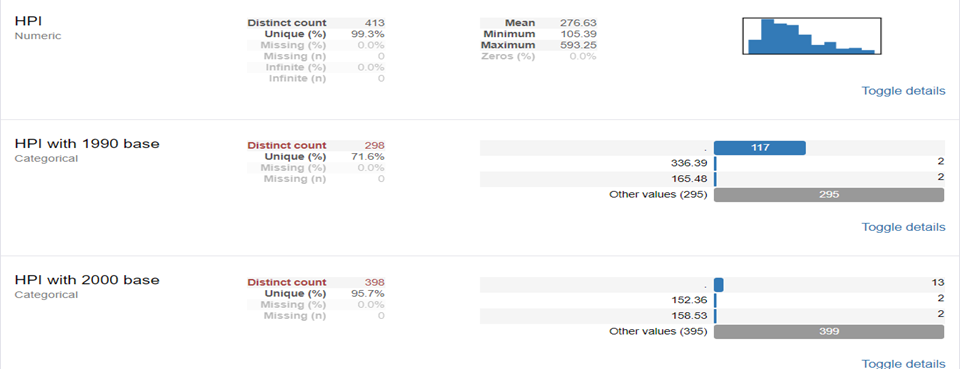 HPI
Numeric
Distinct count 413
Unique (%) 99.3%
Missing (%) 0.0%
Missing (n) 0
Infinite (%) 0.0%
Infinite (n) 0
Mean 276.63
Minimum 105.39
Maximum 593.25
Zeros (%) 0.0%
Toggle details
HPI with 1990 base
Categorical
Distinct count 298
Unique (%) 71.6%
Missing (%) 0.0%
Missing (n) 0
. 117
336.39 2
165.48 2
Other values (295) 295
Toggle details
HPI with 2000 base
Categorical
Distinct count 398
Unique (%) 95.7%
Missing (%) 0.0%
Missing (n) 0
. 13
152.36 2
158.53 2
Other values (395) 399
Toggle details